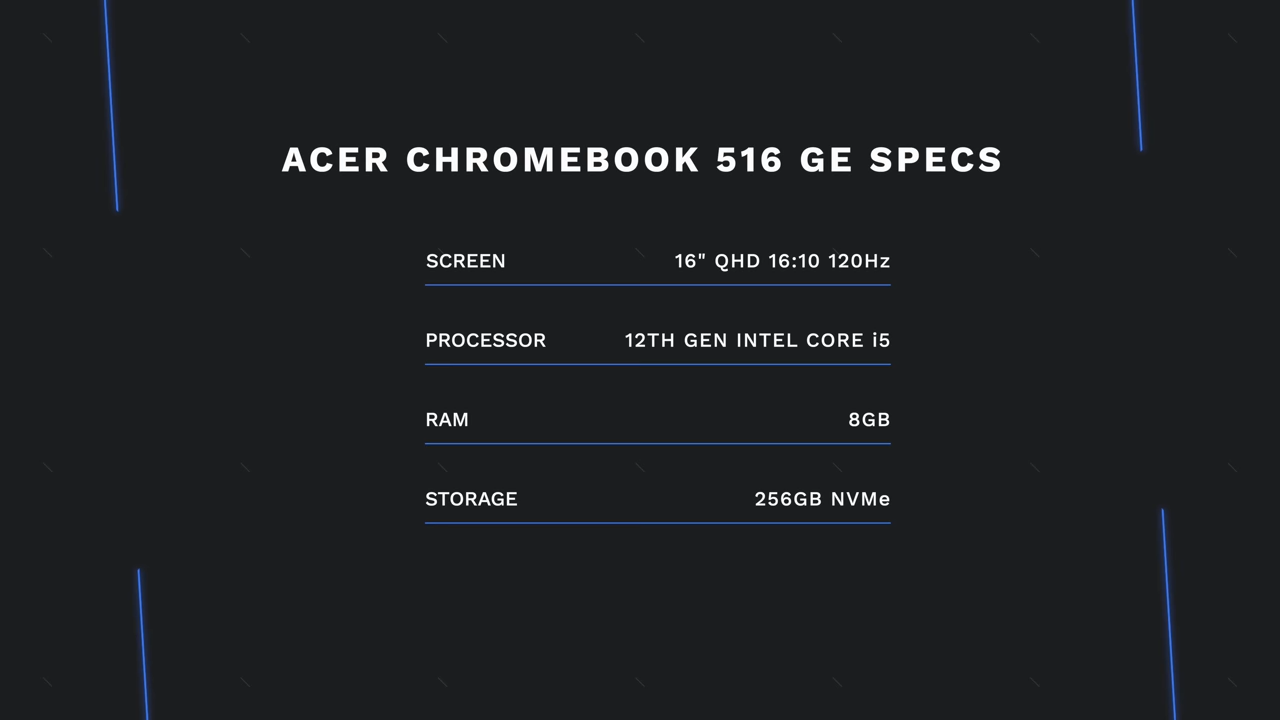 ACER CHROMEBOOK 516 GE SPECS
SCREEN 16" QHD 16:10 120Hz
PROCESSOR 12TH GEN INTEL CORE i5
RAM 8GB
STORAGE 256GB NVMe